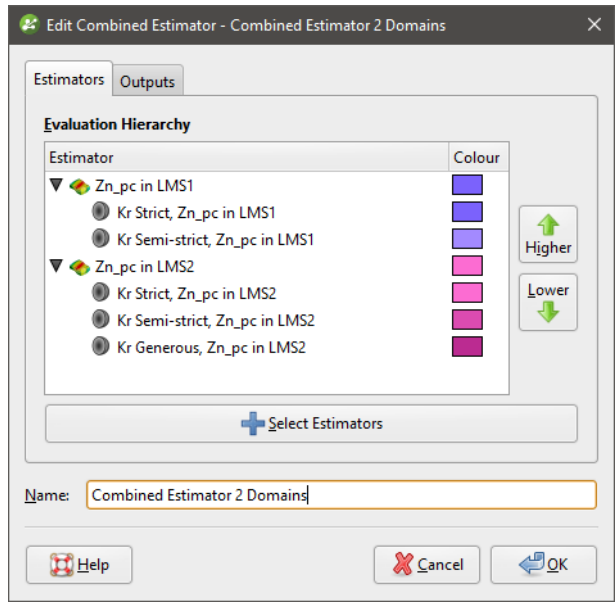 Edit Combined Estimator - Combined Estimator 2 Domains
Estimators Outputs
Evaluation Hierarchy
Estimator Colour
Zn_pc in LMS1
Kr Strict, Zn_pc in LMS1
Kr Semi-strict, Zn_pc in LMS1
Zn_pc in LMS2
Kr Strict, Zn_pc in LMS2
Kr Semi-strict, Zn_pc in LMS2
Kr Generous, Zn_pc in LMS2
Higher
Lower
Select Estimators
Name: Combined Estimator 2 Domains
Help Cancel OK